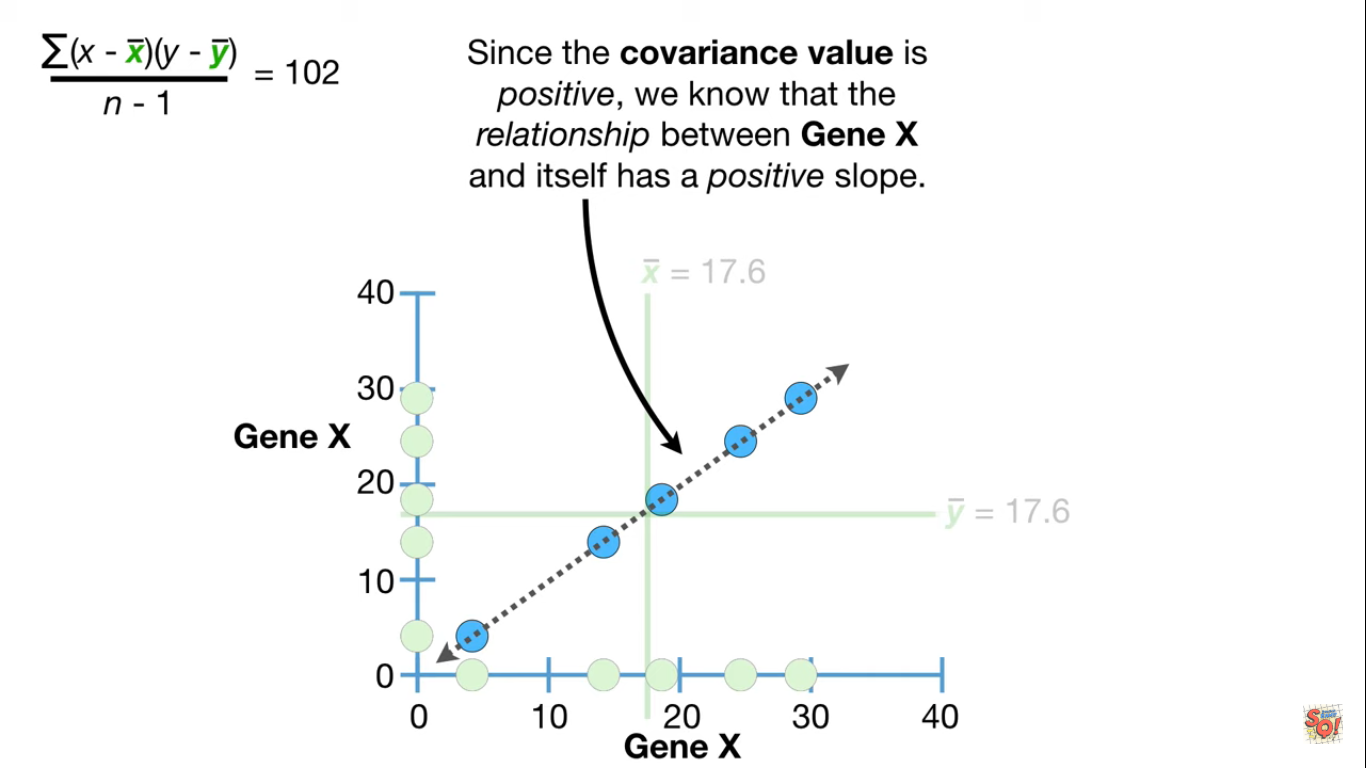 ∑(x - x̅)(y - y̅)
n - 1
= 102
Since the covariance value is
positive, we know that the
relationship between Gene X
and itself has a positive slope.
x̅ = 17.6
40
30
Gene X
20
y̅ = 17.6
10
0
0 10 20 30 40
Gene X
SQ!